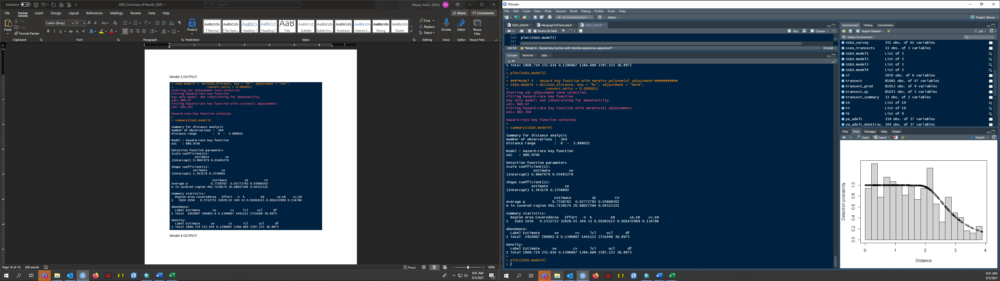 AutoSave Off
SSEO_Summary of Results_2020
Search
Wood, Kellii L (DFG) WK
File Home Insert Design Layout References Mailings Review View Help
Share Comments
Paste
Cut
Copy
Format Painter
Calibri (Body) 11
Protect
AaBbCcDc AaBbCcDc AaBbCc AaBbCcD AaB AaBbCcD AaBbCcDc AaBbCcDc AaBbCcDc AaBbCcDc AaBbCcDc
¶ Normal ¶ No Spac... Heading 1 Heading 2 Title Subtitle Subtle Em... Emphasis Intense E... Strong Quote
Find
Replace
Select
Dictate
Editor
Reuse Files
Clipboard Font Paragraph Protection Styles Editing Voice Editor Reuse Files
Model 3 OUTPUT:
> SSEO.model3 <- ds(SSEO_distance, key = "hr", adjustment = "cos",
+ convert.units = 0.000001)
Starting AIC adjustment term selection.
Fitting hazard-rate key function
Key only model: not constraining for monotonicity.
AIC= 880.97
Fitting hazard-rate key function with cosine(2) adjustments
AIC= 881.951
Hazard-rate key function selected.
>
> summary(SSEO.model3)
Summary for distance analysis
Number of observations : 349
Distance range : 0 - 3.888021
Model : Hazard-rate key function
AIC : 880.9704
Detection function parameters
Scale coefficient(s):
estimate se
(Intercept) 0.9667079 0.05485278
Shape coefficient(s):
estimate se
(Intercept) 1.543176 0.2358892
Estimate SE CV
Average p 0.7558762 0.02772782 0.03668302
N in covered region 461.7158174 20.88027264 0.04522321
Summary statistics:
Region Area CoveredArea Effort n k ER se.ER cv.ER
1 SSEO 1056 0.2552723 32828.05 349 33 0.01063115 0.001432909 0.134784
Abundance:
Label Estimate se cv lcl ucl df
1 Total 1910007 266802.6 0.1396867 1441112 2531468 36.8975
Density:
Label Estimate se cv lcl ucl df
1 Total 1808.719 252.654 0.1396867 1364.689 2397.223 36.8975
Model 4 OUTPUT:
Page 10 of 10 820 words
Focus
100%
9:41 AM
5/5/2021
RStudio
File Edit Code View Plots Session Build Debug Profile Tools Help
Go to file/function
Addins
Project: (None)
SSEO_2020.R MergingCSVFilesCode.R SSEO_2020.R*
Source on Save
Run
Source
246 plot(SSEO.model2)
247
248
262:18 *Model 4 - Hazard key function with Hermite polynomial adjustment*
R Script
Console Terminal Jobs
J:/
1 Total 1808.719 252.654 0.1396867 1364.689 2397.223 36.8975
>
> plot(SSEO.model3)
>
> ###*Model 4 - Hazard key function with Hermite polynomial adjustment*###########
> SSEO.model4 <-ds(SSEO_distance, key = "hr", adjustment = "herm",
+ convert.units = 0.000001)
Starting AIC adjustment term selection.
Fitting hazard-rate key function
Key only model: not constraining for monotonicity.
AIC= 880.97
Fitting hazard-rate key function with Hermite(4) adjustments
AIC= 882.304
Hazard-rate key function selected.
>
> summary(SSEO.model4)
Summary for distance analysis
Number of observations : 349
Distance range : 0 - 3.888021
Model : Hazard-rate key function
AIC : 880.9704
Detection function parameters
Scale coefficient(s):
estimate se
(Intercept) 0.9667079 0.05485278
Shape coefficient(s):
estimate se
(Intercept) 1.543176 0.2358892
Estimate SE CV
Average p 0.7558762 0.02772782 0.03668302
N in covered region 461.7158174 20.88027264 0.04522321
Summary statistics:
Region Area CoveredArea Effort n k ER se.ER cv.ER
1 SSEO 1056 0.2552723 32828.05 349 33 0.01063115 0.001432909 0.134784
Abundance:
Label Estimate se cv lcl ucl df
1 Total 1910007 266802.6 0.1396867 1441112 2531468 36.8975
Density:
Label Estimate se cv lcl ucl df
1 Total 1808.719 252.654 0.1396867 1364.689 2397.223 36.8975
>
> plot(SSEO.model4)
>
Environment History Connections
Import Dataset
List
Global Environment
SSEO_survey 351 obs. of 41 variables
sseo_transects 33 obs. of 3 variables
SSEO.model1 List of 3
SSEO.model2 List of 3
SSEO.model3 List of 3
SSEO.model4 List of 3
sT 2650 obs. of 6 variables
transect 81061 obs. of 47 variables
transect_pred 81013 obs. of 9 variables
transect_qc 81025 obs. of 5 variables
transect_summary 33 obs. of 2 variables
tX List of 19
tY List of 19
YE List of 9
ye_adult 359 obs. of 37 variables
ye_adult_NoAttrac… 349 obs. of 37 variables
Files Plots Packages Help Viewer
Zoom Export Publish
Detection probability
1.0
0.8
0.6
0.4
0.2
0.0
0 1 2 3 4
Distance
9:41 AM
5/5/2021